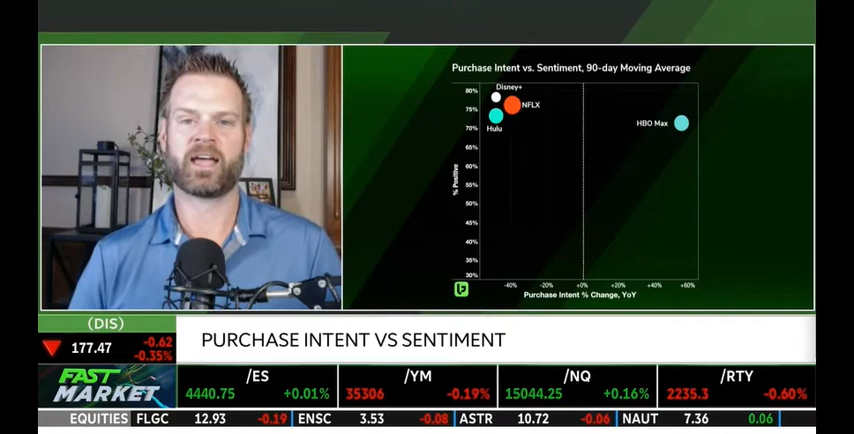 Purchase Intent vs. Sentiment, 90-day Moving Average
80%
75%
70%
65%
60%
55%
50%
45%
40%
35%
30%
% Positive
Disney+
NFLX
Hulu
HBO Max
-40% -20% +0% +20% +40% +60%
Purchase Intent % Change, YoY
(DIS)
177.47 -0.62
-0.35%
PURCHASE INTENT VS SENTIMENT
FAST
MARKET
/ES
4440.75 +0.01%
/YM
35306 -0.19%
/NQ
15044.25 +0.16%
/RTY
2235.3 -0.60%
EQUITIES FLGC 12.93 -0.19 ENSC 3.53 -0.08 ASTR 10.72 -0.06 NAUT 7.36 0.06